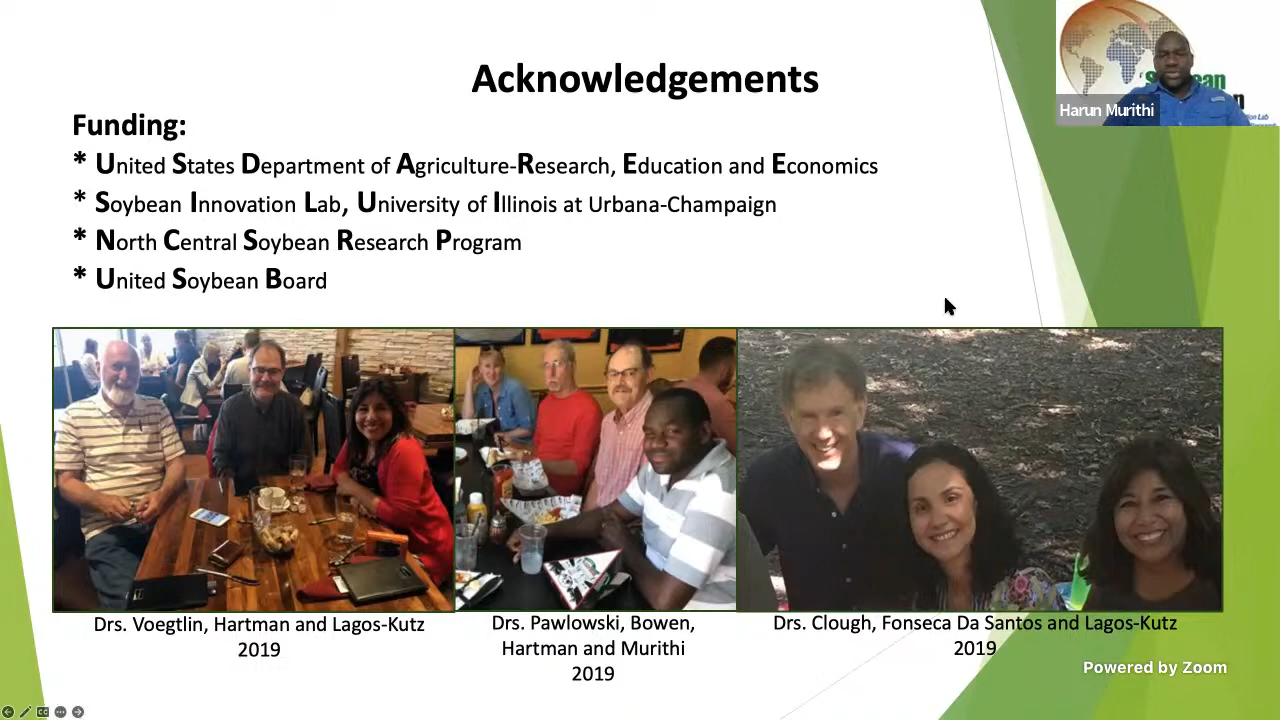 Acknowledgements
Funding:
* United States Department of Agriculture-Research, Education and Economics
* Soybean Innovation Lab, University of Illinois at Urbana-Champaign
* North Central Soybean Research Program
* United Soybean Board
Harun Murithi
Drs. Voegtlin, Hartman and Lagos-Kutz
2019
Drs. Pawlowski, Bowen,
Hartman and Murithi
2019
Drs. Clough, Fonseca Da Santos and Lagos-Kutz
2019
Powered by Zoom